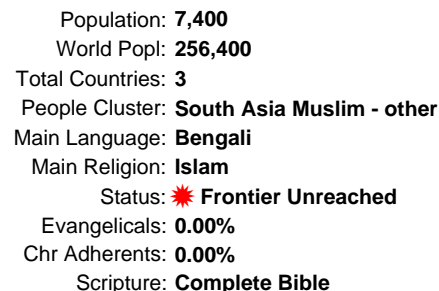 Population: 7,400
World Popl: 256,400
Total Countries: 3
People Cluster: South Asia Muslim - other
Main Language: Bengali
Main Religion: Islam
Status: Frontier Unreached
Evangelicals: 0.00%
Chr Adherents: 0.00%
Scripture: Complete Bible